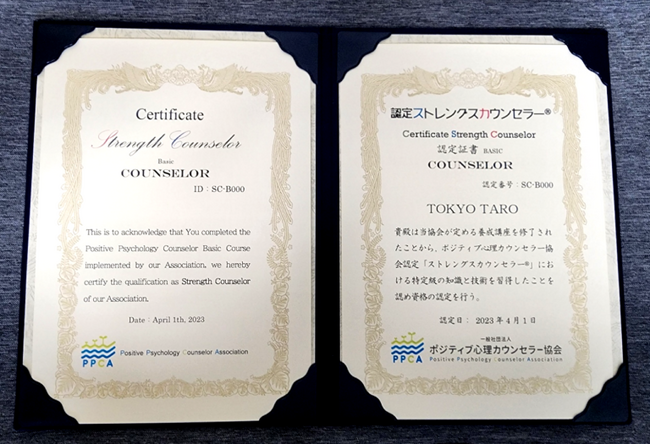 Certificate
Strength Counselor
Basic
COUNSELOR
ID : SC-B000
This is to acknowledge that You completed the
Positive Psychology Counselor Basic Course
implemented by our Association, we hereby
certify the qualification as Strength Counselor
of our Association.
Date : April 1th, 2023
PPCA
Positive Psychology Counselor Association
認定ストレングスカウンセラー®
Certificate Strength Counselor
認定証書 BASIC
COUNSELOR
認定番号 : SC-B000
TOKYO TARO
貴殿は当協会が定める養成講座を修了され
たことから、ポジティブ心理カウンセラー協
会認定「ストレングスカウンセラー®」にお
ける特定級の知識と技術を習得したことを
認め資格の認定を行う。
認定日： 2023年4月1日
PPCA
一般社団法人
ポジティブ心理カウンセラー協会
Positive Psychology Counselor Association